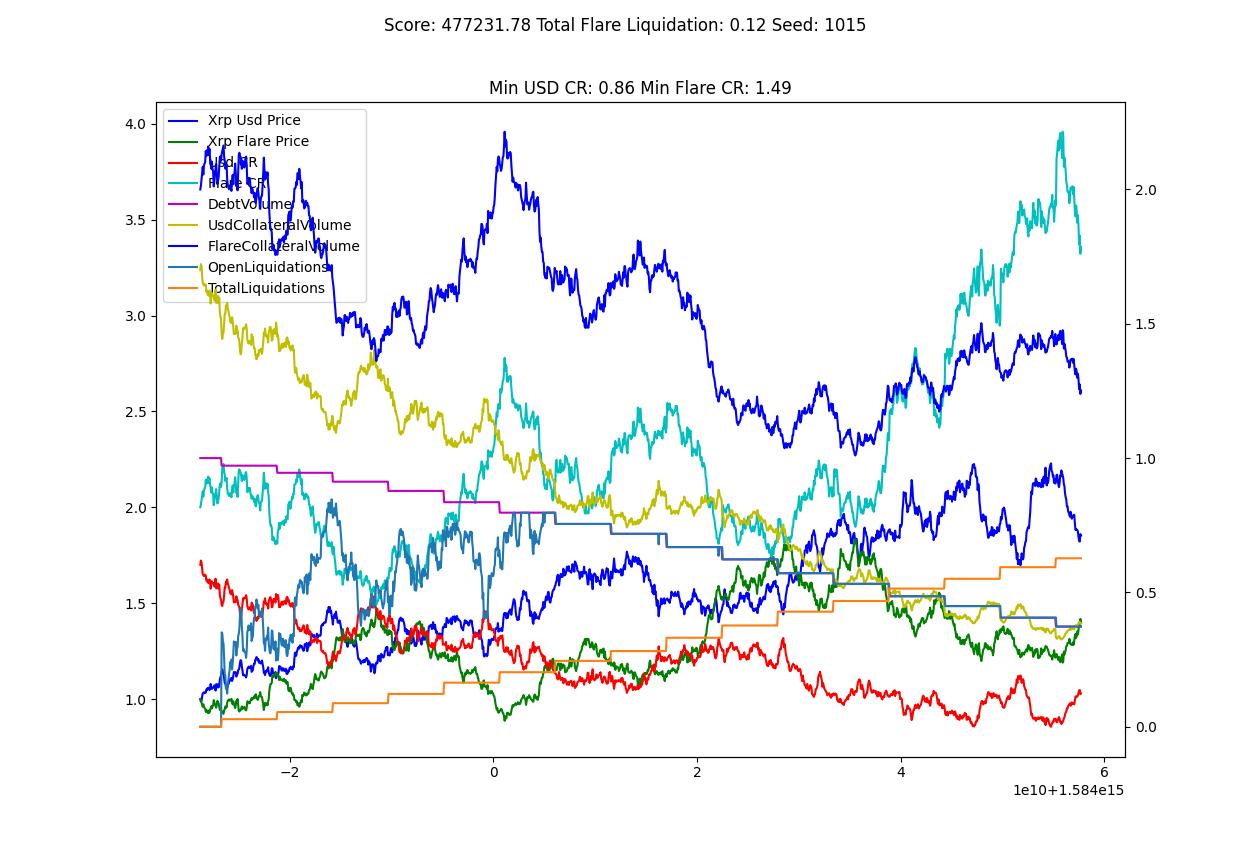 Score: 477231.78 Total Flare Liquidation: 0.12 Seed: 1015
Min USD CR: 0.86 Min Flare CR: 1.49
Xrp Usd Price
Xrp Flare Price
Usd CR
Flare CR
DebtVolume
UsdCollateralVolume
FlareCollateralVolume
OpenLiquidations
TotalLiquidations
4.0
3.5
3.0
2.5
2.0
1.5
1.0
2.0
1.5
1.0
0.5
0.0
−2
0
2
4
6
1e10+1.584e15